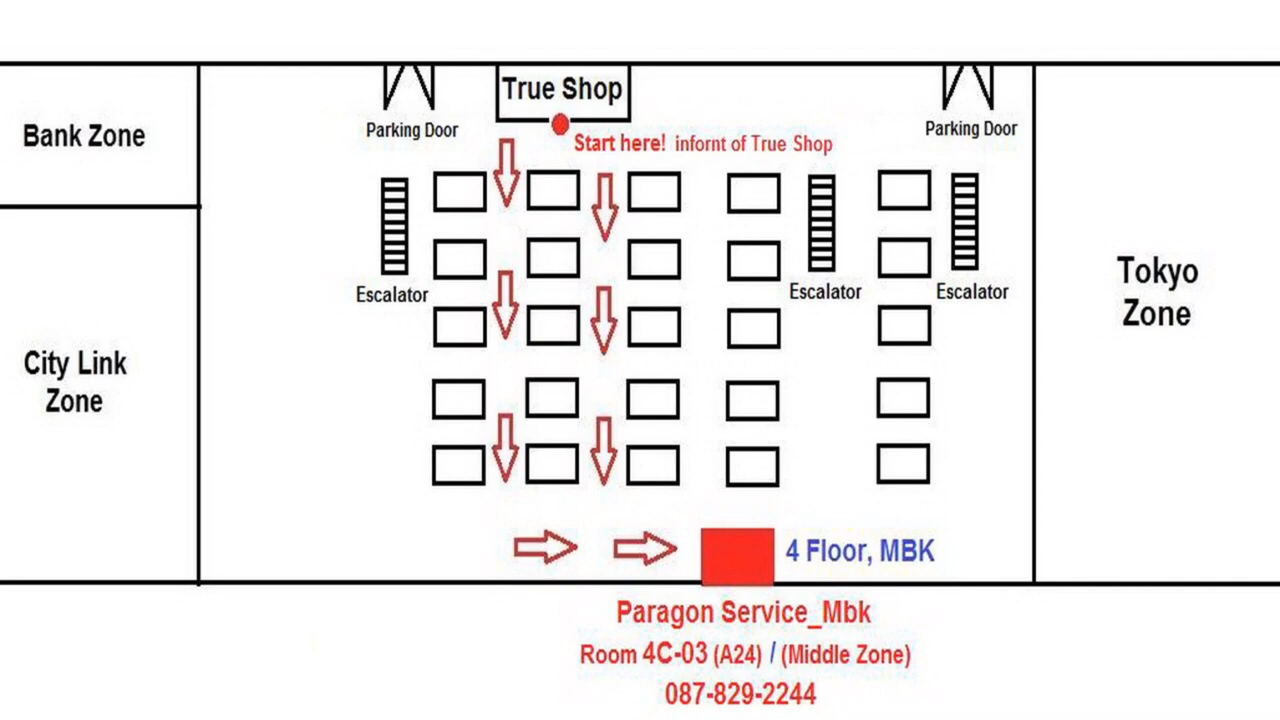 True Shop
Parking Door
Parking Door
Bank Zone
Start here! infornt of True Shop
Escalator
Escalator
Escalator
Tokyo
Zone
City Link
Zone
4 Floor, MBK
Paragon Service_Mbk
Room 4C-03 (A24) / (Middle Zone)
087-829-2244